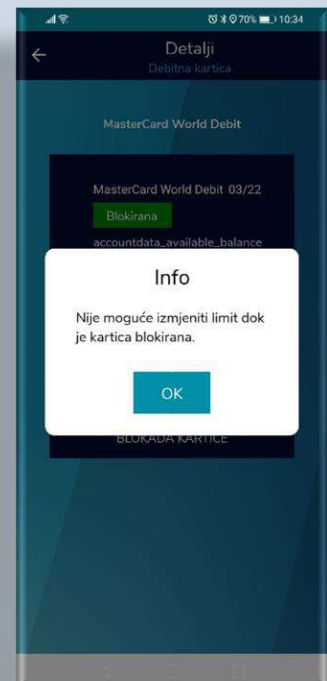 70% 10:34
Detalji
Debitna kartica
MasterCard World Debit
MasterCard World Debit 03/22
Blokirana
accountdata_available_balance
Info
Nije moguće izmjeniti limit dok
je kartica blokirana.
OK
BLOKADA KARTICE